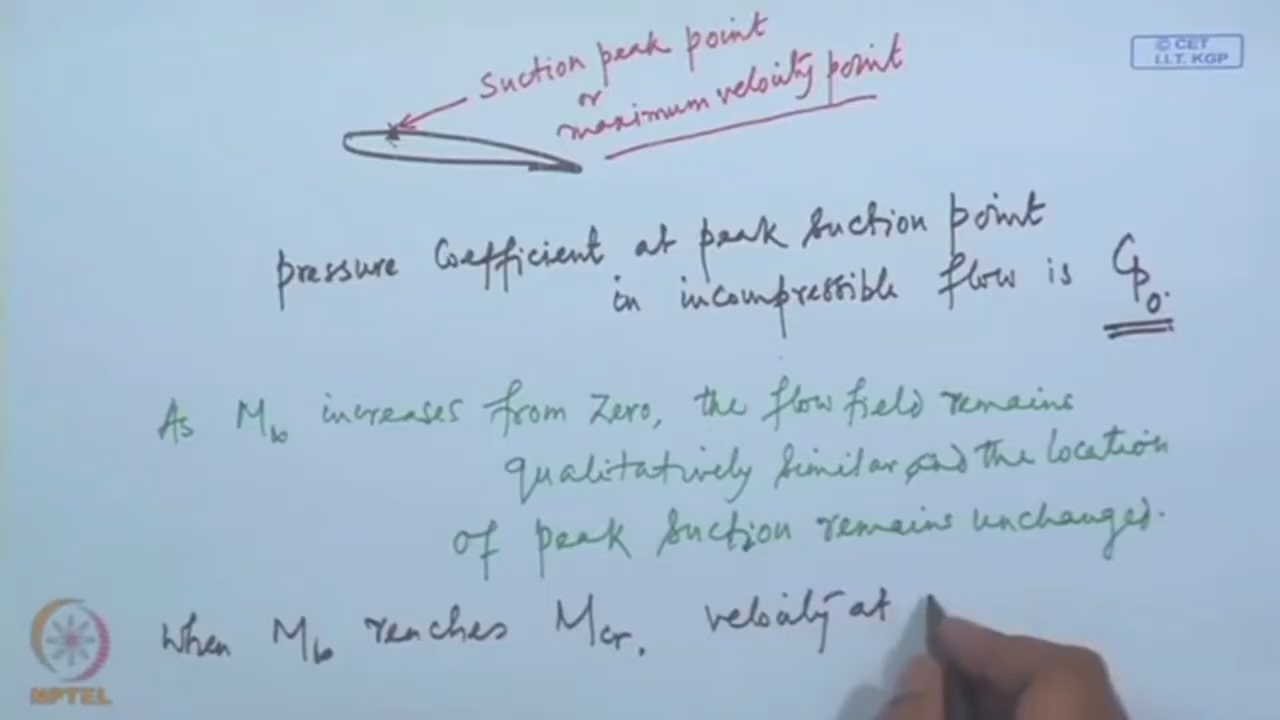 © CET
I.I.T. KGP
Suction peak point
or
maximum velocity point
pressure Coefficient at peak suction point
in incompressible flow is Cp₀.
As M∞ increases from Zero, the flow field remains
qualitatively similar and the location
of peak suction remains unchanged.
When M∞ reaches Mcr. velocity at
NPTEL